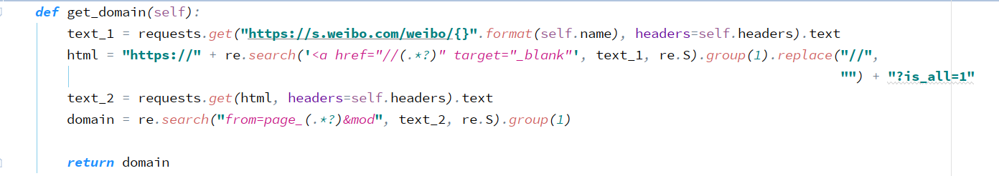 def get_domain(self):
text_1 = requests.get("https://s.weibo.com/weibo/{}".format(self.name), headers=self.headers).text
html = "https://" + re.search('<a href="//(.*?)" target="_blank"', text_1, re.S).group(1).replace("//",
"") + "?is_all=1"
text_2 = requests.get(html, headers=self.headers).text
domain = re.search("from=page_(.*?)&mod", text_2, re.S).group(1)
return domain